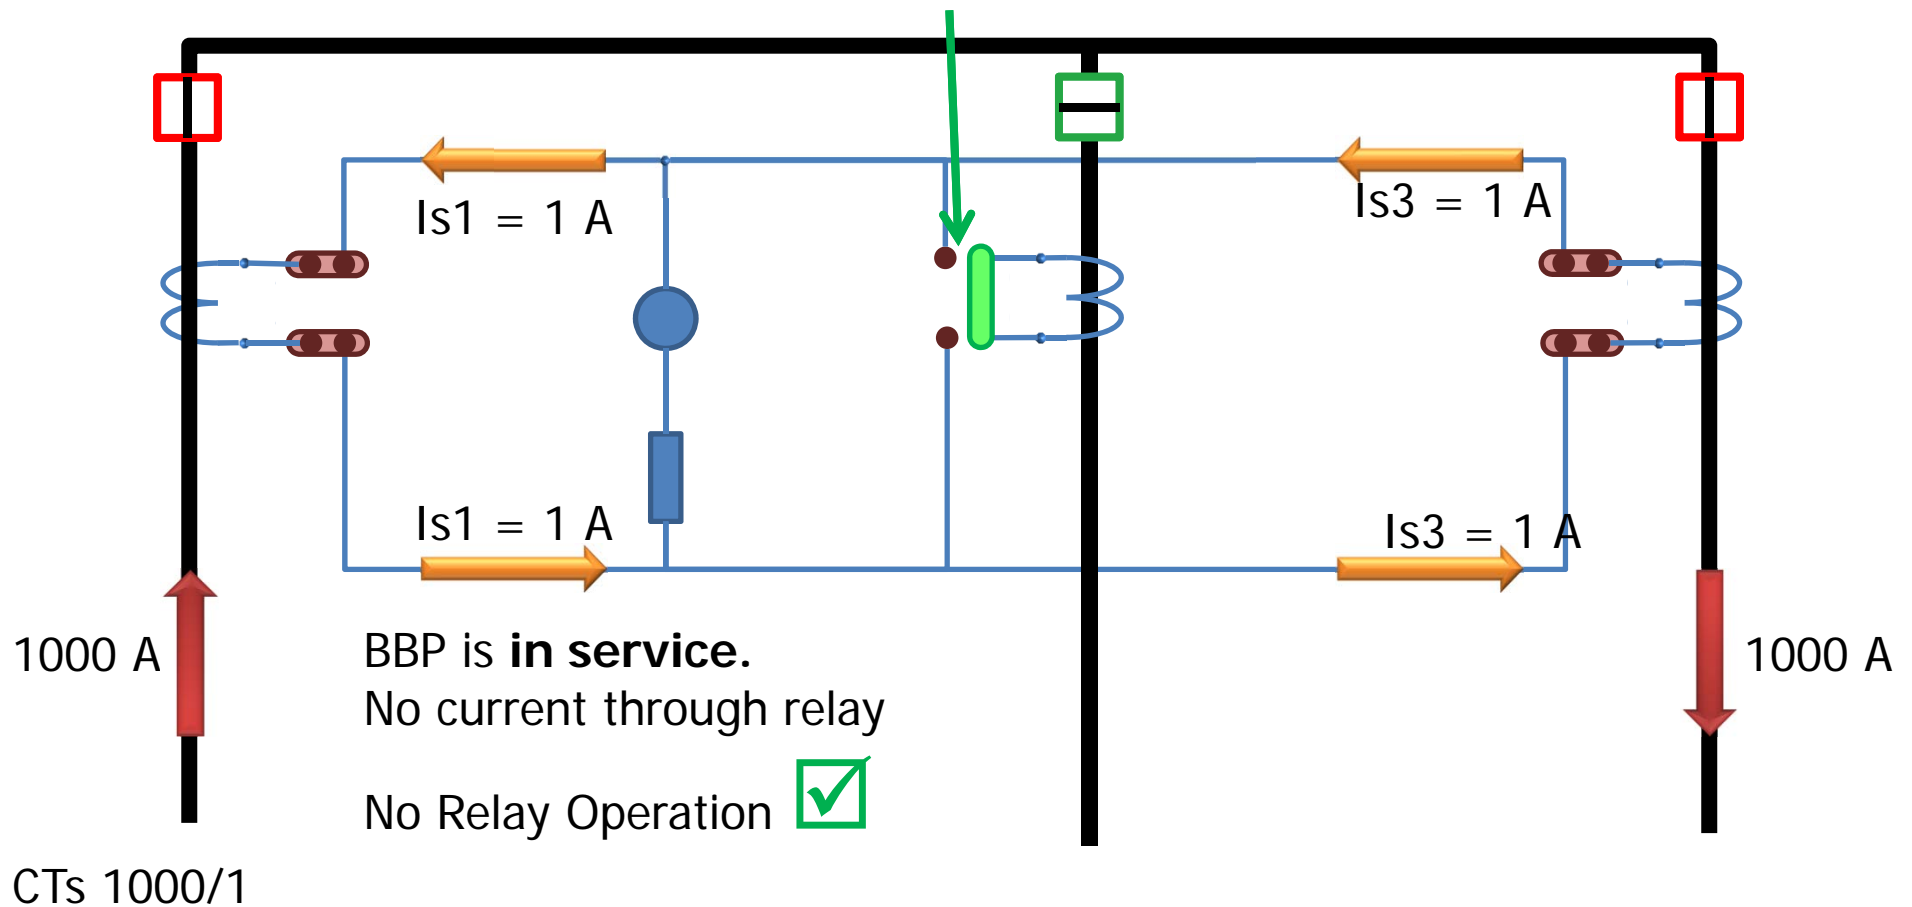 Is1 = 1 A
Is3 = 1 A
Is1 = 1 A
Is3 = 1 A
1000 A
BBP is in service.
1000 A
No current through relay
No Relay Operation
CTs 1000/1